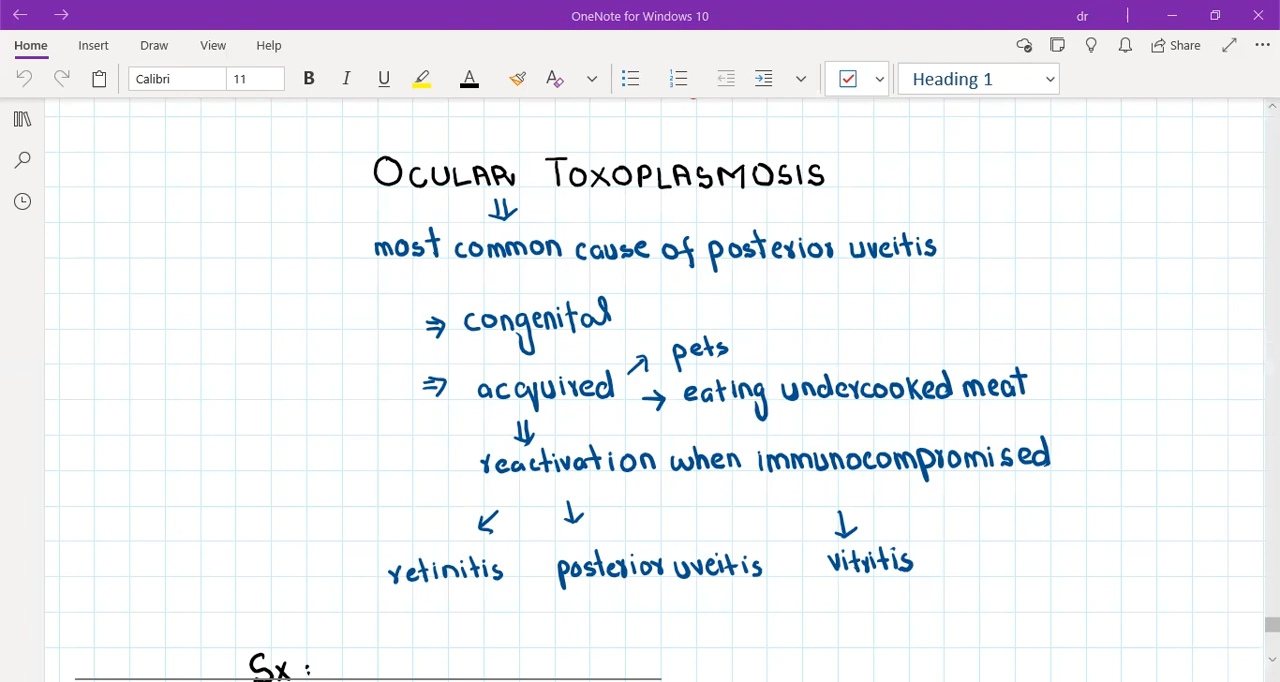 OneNote for Windows 10
dr
Home Insert Draw View Help
Share
Calibri 11 B I U A A Heading 1
OCULAR TOXOPLASMOSIS
⇓
most common cause of posterior uveitis
⇒ congenital
↗ pets
⇒ acquired → eating undercooked meat
⇓
reactivation when immunocompromised
↙ ↓ ↓
retinitis posterior uveitis vitritis
Sx :